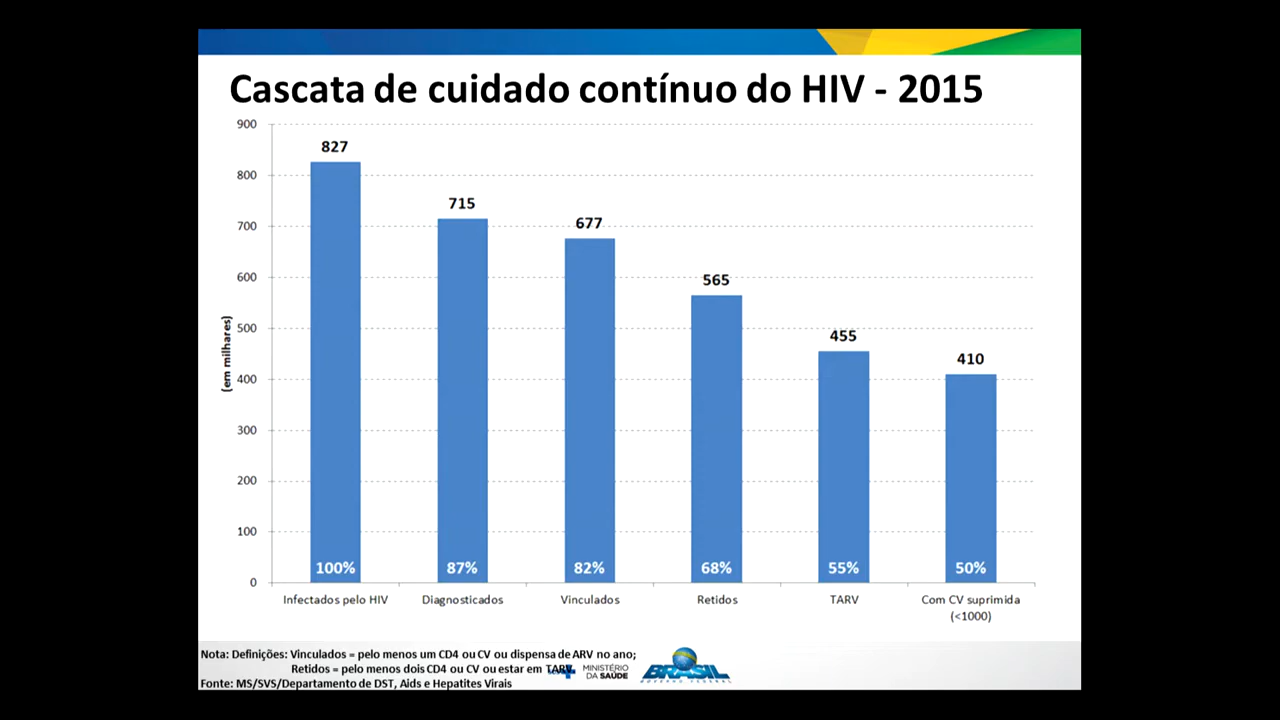 Cascata de cuidado contínuo do HIV - 2015
(em milhares)
900
800
700
600
500
400
300
200
100
0
827
715
677
565
455
410
100%
87%
82%
68%
55%
50%
Infectados pelo HIV
Diagnosticados
Vinculados
Retidos
TARV
Com CV suprimida
(<1000)
Nota: Definições: Vinculados = pelo menos um CD4 ou CV ou dispensa de ARV no ano;
Retidos = pelo menos dois CD4 ou CV ou estar em TARV
Fonte: MS/SVS/Departamento de DST, Aids e Hepatites Virais
MINISTÉRIO
DA SAÚDE
BRASIL
GOVERNO FEDERAL